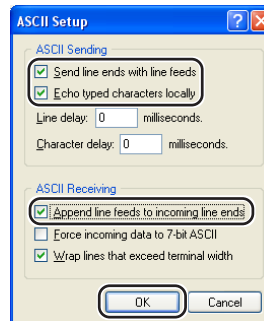 ASCII Setup
ASCII Sending
Send line ends with line feeds
Echo typed characters locally
Line delay: 0 milliseconds.
Character delay: 0 milliseconds.
ASCII Receiving
Append line feeds to incoming line ends
Force incoming data to 7-bit ASCII
Wrap lines that exceed terminal width
OK Cancel